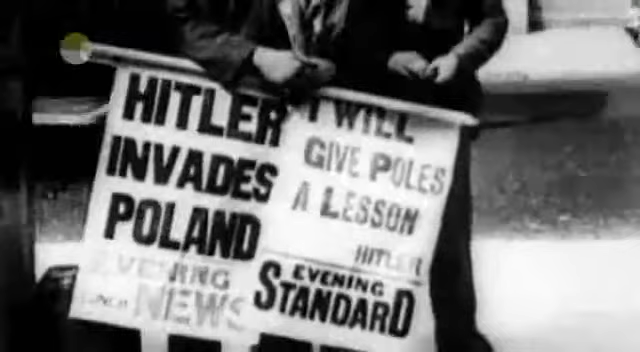 HITLER
INVADES
POLAND
EVENING
NEWS
I WILL
GIVE POLES
A LESSON
HITLER
EVENING
STANDARD